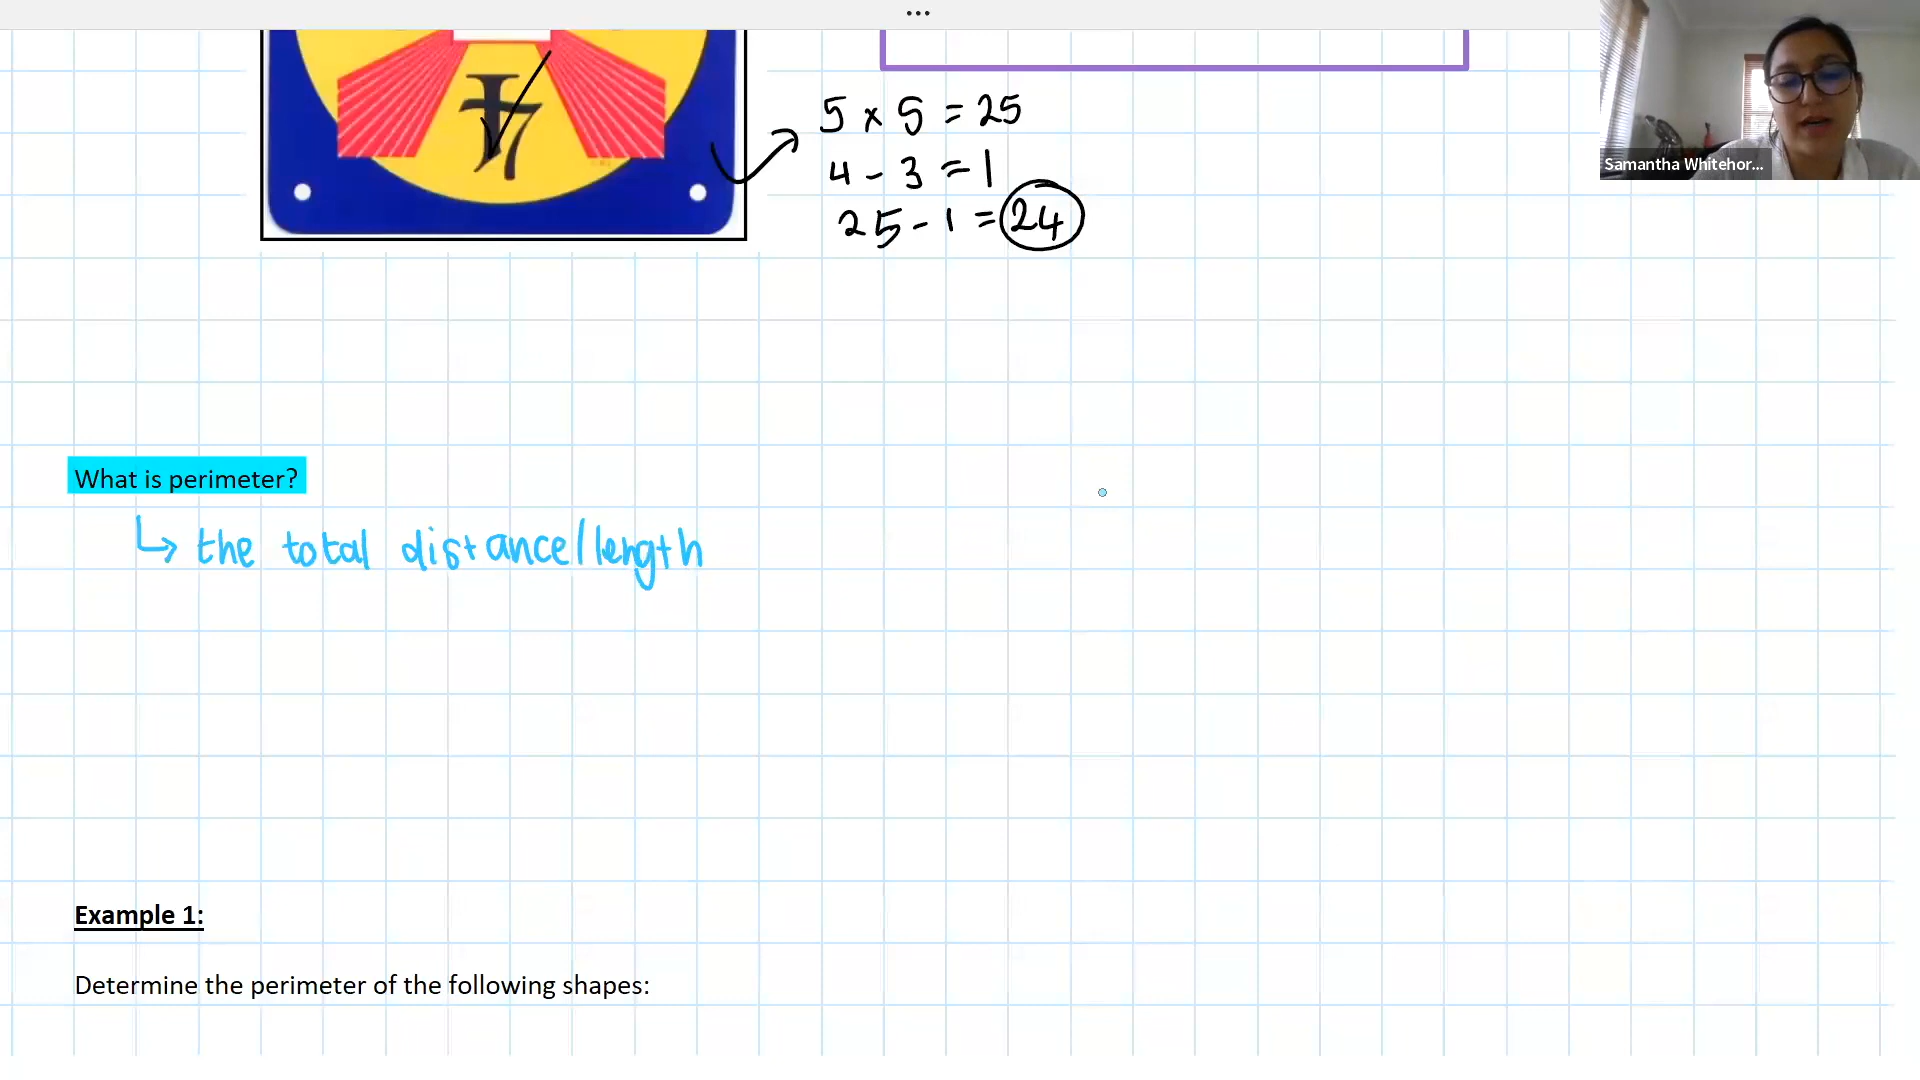 ...
5 × 5 = 25
4 - 3 = 1
25 - 1 = 24
Samantha Whitehor...
4
What is perimeter?
↳ the total distance/length
Example 1:
Determine the perimeter of the following shapes: